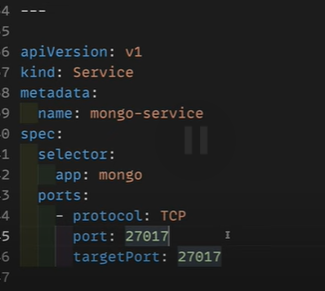 4 ---
5
6 apiVersion: v1
7 kind: Service
8 metadata:
9   name: mongo-service
0 spec:
1   selector:
2     app: mongo
3   ports:
4     - protocol: TCP
5       port: 27017
6       targetPort: 27017
7